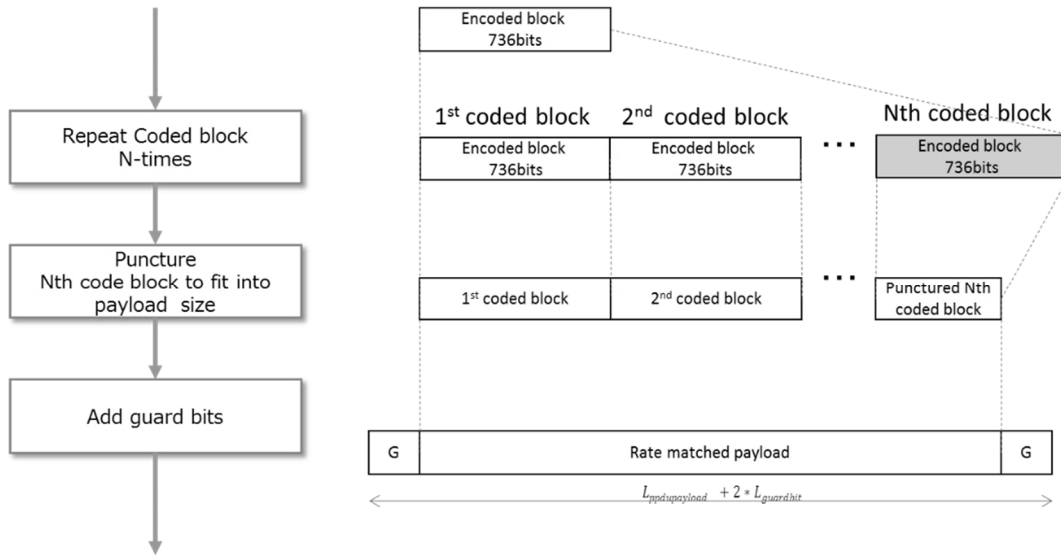 Repeat Coded block
N-times
Puncture
Nth code block to fit into
payload size
Add guard bits
Encoded block
736bits
1st coded block
2nd coded block
Nth coded block
Encoded block
736bits
Encoded block
736bits
...
Encoded block
736bits
1st coded block
2nd coded block
...
Punctured Nth
coded block
G
Rate matched payload
G
L_ppdupayload + 2 * L_guardbit